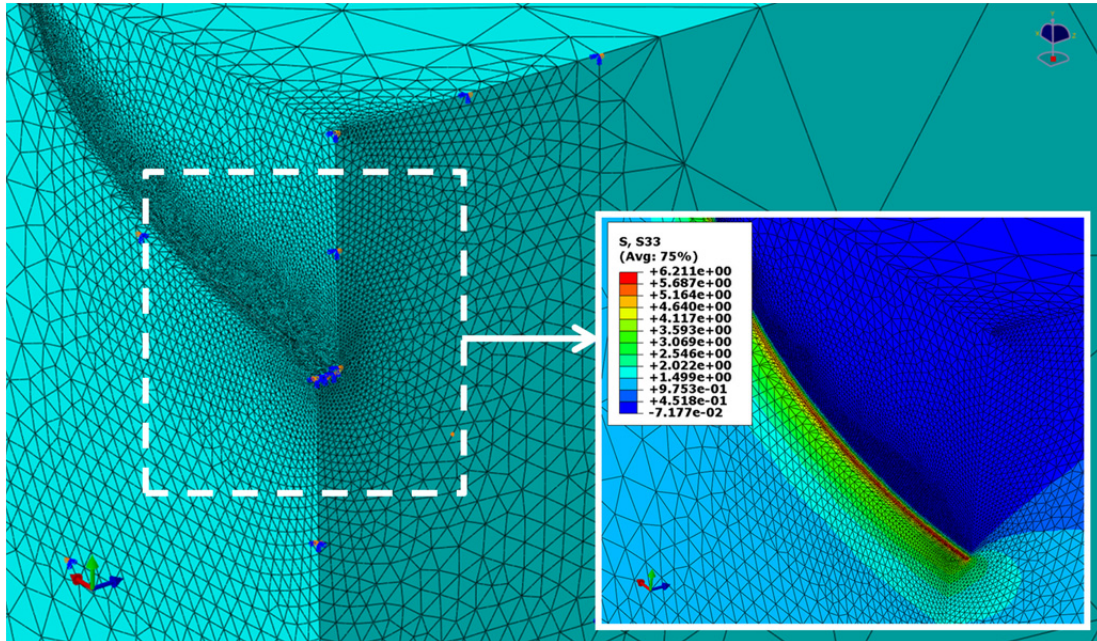 S, S33
(Avg: 75%)
+6.211e+00
+5.687e+00
+5.164e+00
+4.640e+00
+4.117e+00
+3.593e+00
+3.069e+00
+2.546e+00
+2.022e+00
+1.499e+00
+9.753e-01
+4.518e-01
-7.177e-02